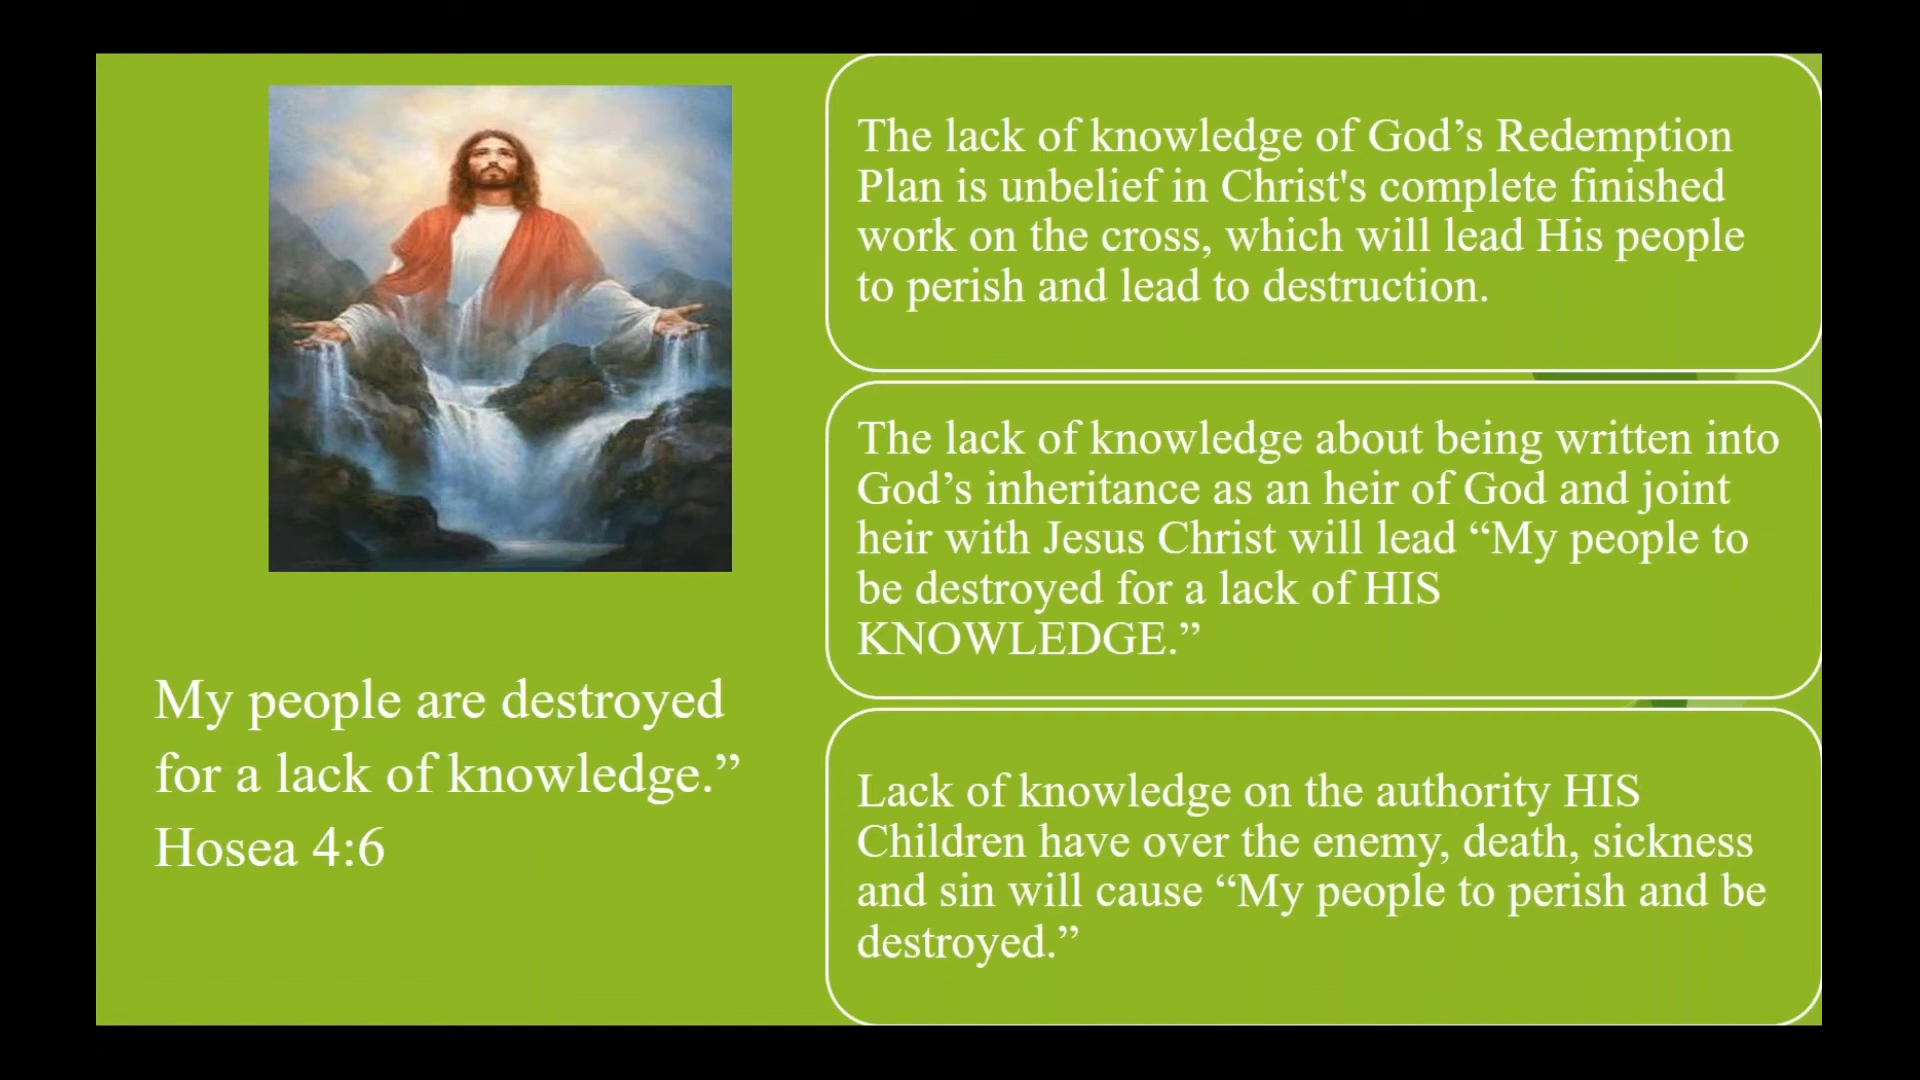 My people are destroyed
for a lack of knowledge.”
Hosea 4:6
The lack of knowledge of God’s Redemption
Plan is unbelief in Christ's complete finished
work on the cross, which will lead His people
to perish and lead to destruction.
The lack of knowledge about being written into
God’s inheritance as an heir of God and joint
heir with Jesus Christ will lead “My people to
be destroyed for a lack of HIS
KNOWLEDGE.”
Lack of knowledge on the authority HIS
Children have over the enemy, death, sickness
and sin will cause “My people to perish and be
destroyed.”